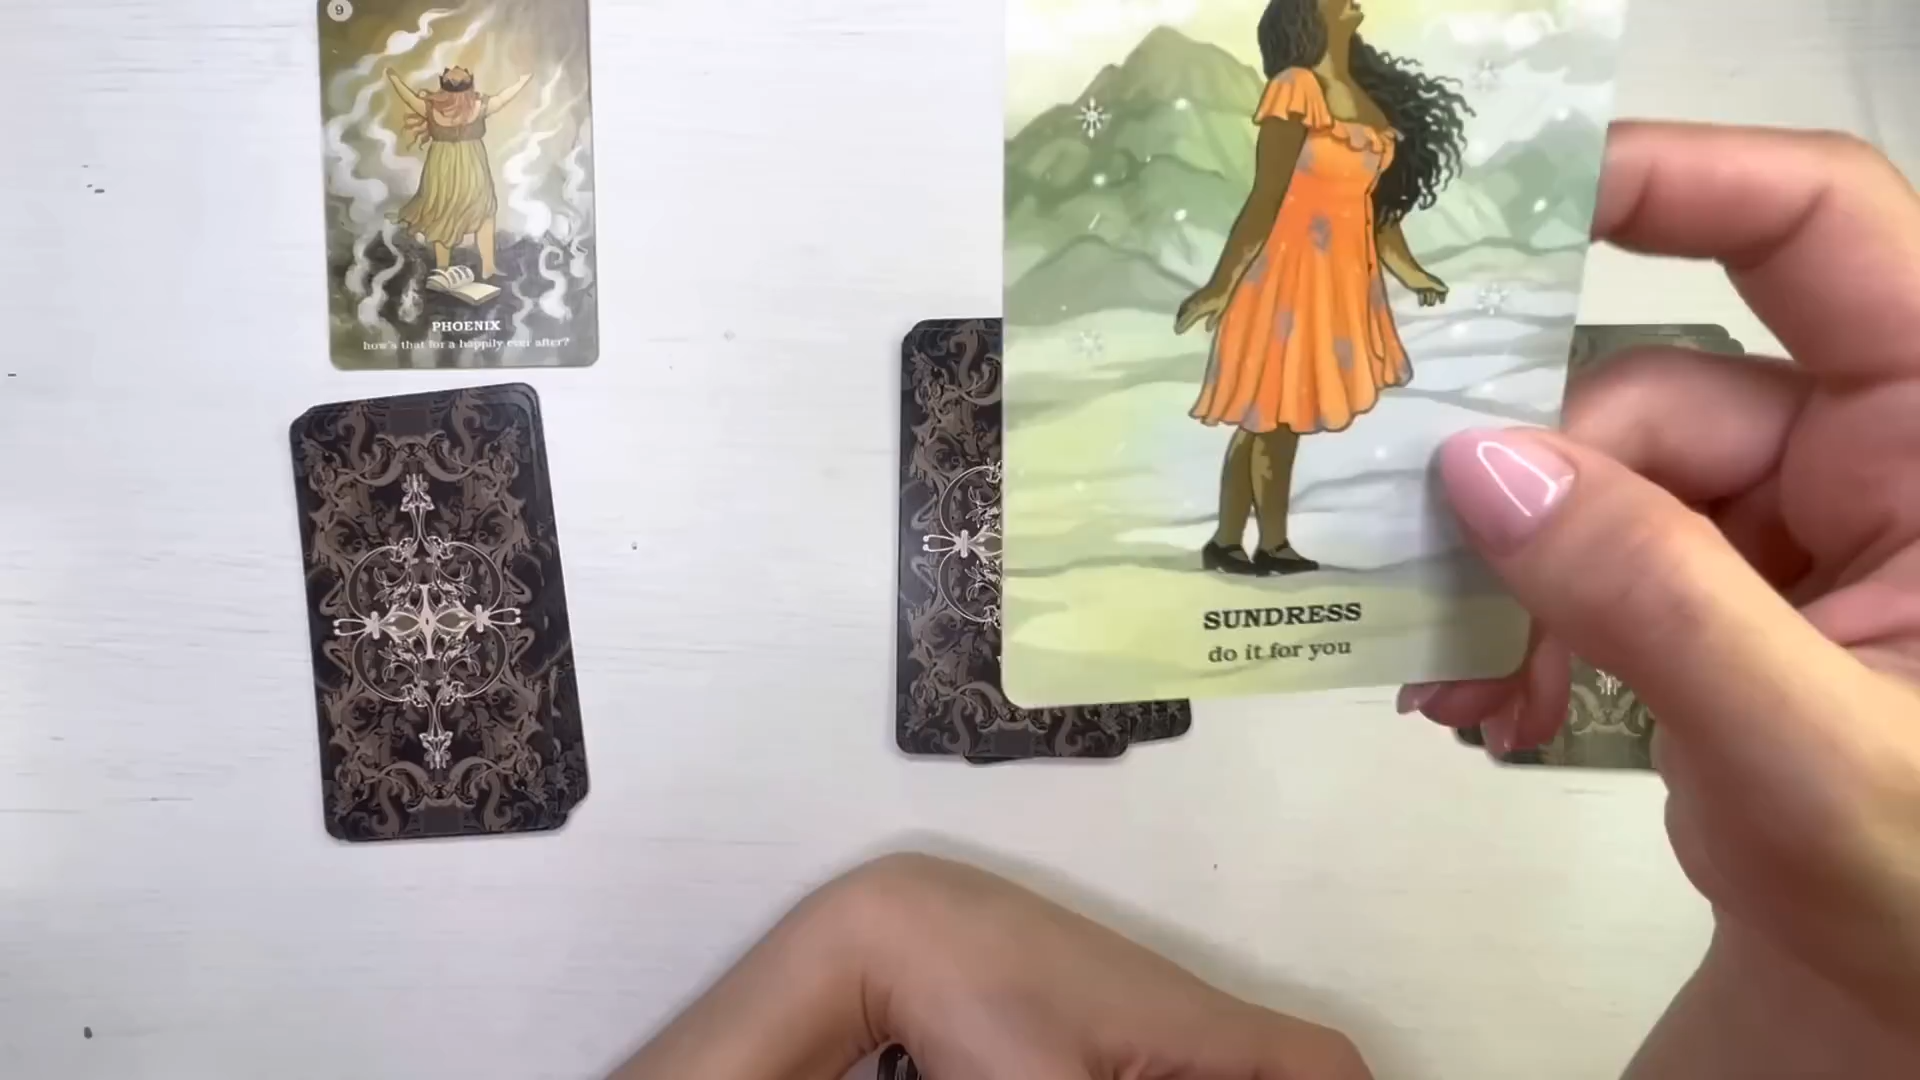 9
PHOENIX
how's that for a happily ever after?
SUNDRESS
do it for you